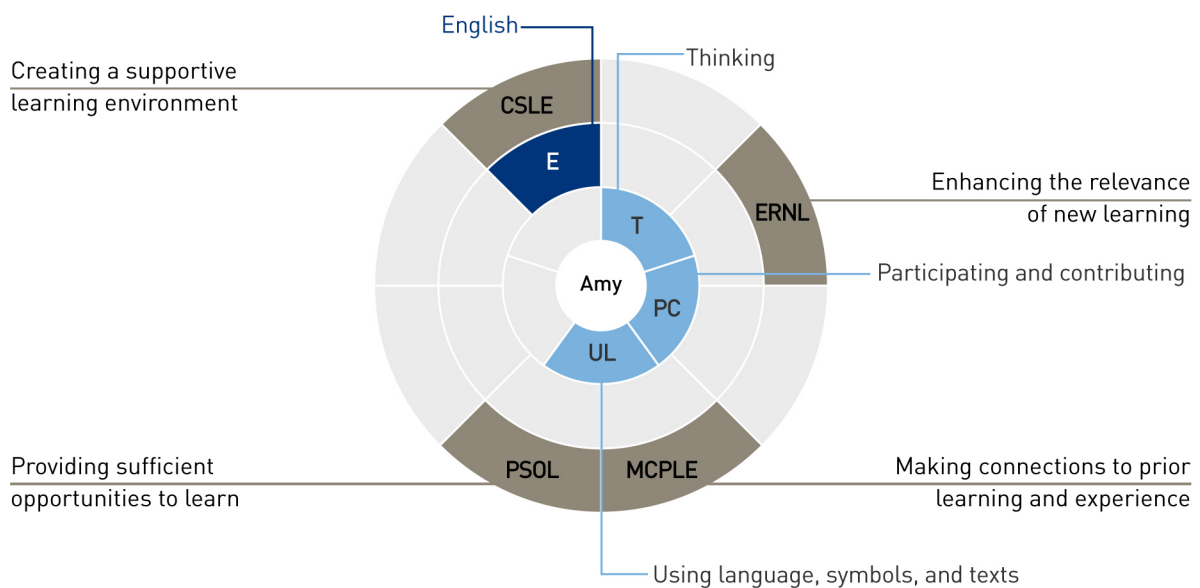 English
Thinking
Creating a supportive
learning environment
CSLE
E
Enhancing the relevance
of new learning
ERNL
T
Participating and contributing
Amy
PC
UL
Providing sufficient
opportunities to learn
PSOL
MCPLE
Making connections to prior
learning and experience
Using language, symbols, and texts